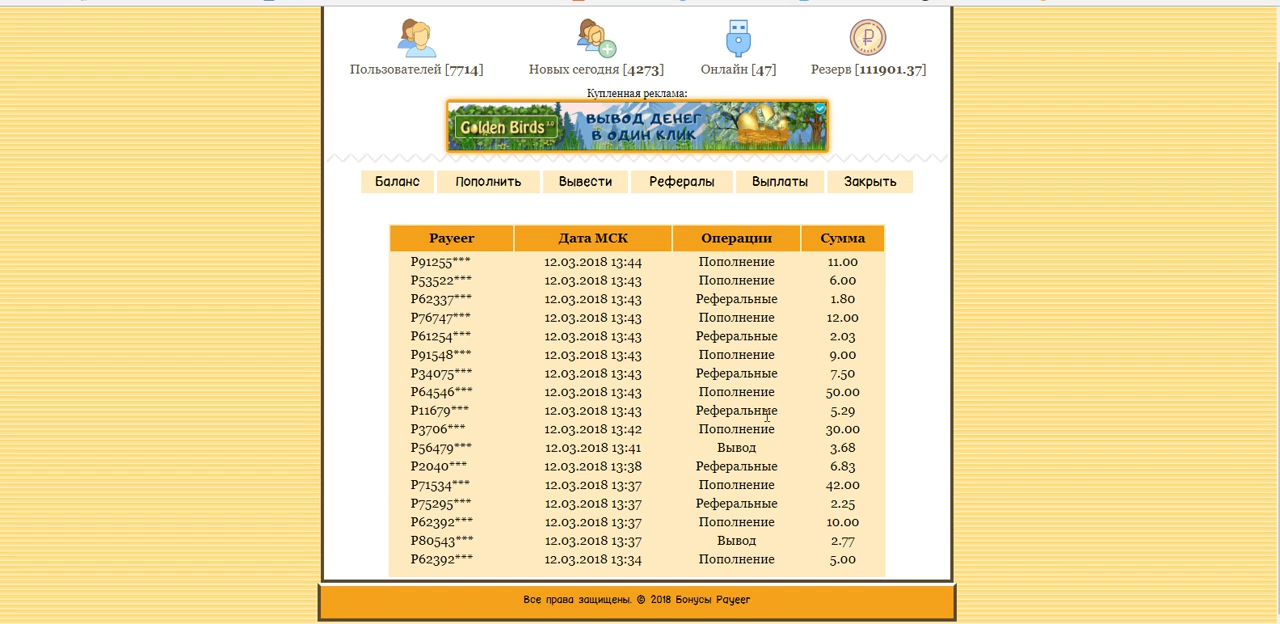 Пользователей [7714] Новых сегодня [4273] Онлайн [47] Резерв [111901.37]
Купленная реклама:
Golden Birds 3.0 ВЫВОД ДЕНЕГ
В ОДИН КЛИК
Баланс Пополнить Вывести Рефералы Выплаты Закрыть
Payeer Дата МСК Операции Сумма
P91255*** 12.03.2018 13:44 Пополнение 11.00
P53522*** 12.03.2018 13:43 Пополнение 6.00
P62337*** 12.03.2018 13:43 Реферальные 1.80
P76747*** 12.03.2018 13:43 Пополнение 12.00
P61254*** 12.03.2018 13:43 Реферальные 2.03
P91548*** 12.03.2018 13:43 Пополнение 9.00
P34075*** 12.03.2018 13:43 Реферальные 7.50
P64546*** 12.03.2018 13:43 Пополнение 50.00
P11679*** 12.03.2018 13:43 Реферальные 5.29
P3706*** 12.03.2018 13:42 Пополнение 30.00
P56479*** 12.03.2018 13:41 Вывод 3.68
P2040*** 12.03.2018 13:38 Реферальные 6.83
P71534*** 12.03.2018 13:37 Пополнение 42.00
P75295*** 12.03.2018 13:37 Реферальные 2.25
P62392*** 12.03.2018 13:37 Пополнение 10.00
P80543*** 12.03.2018 13:37 Вывод 2.77
P62392*** 12.03.2018 13:34 Пополнение 5.00
Все права защищены. © 2018 Бонусы Payeer